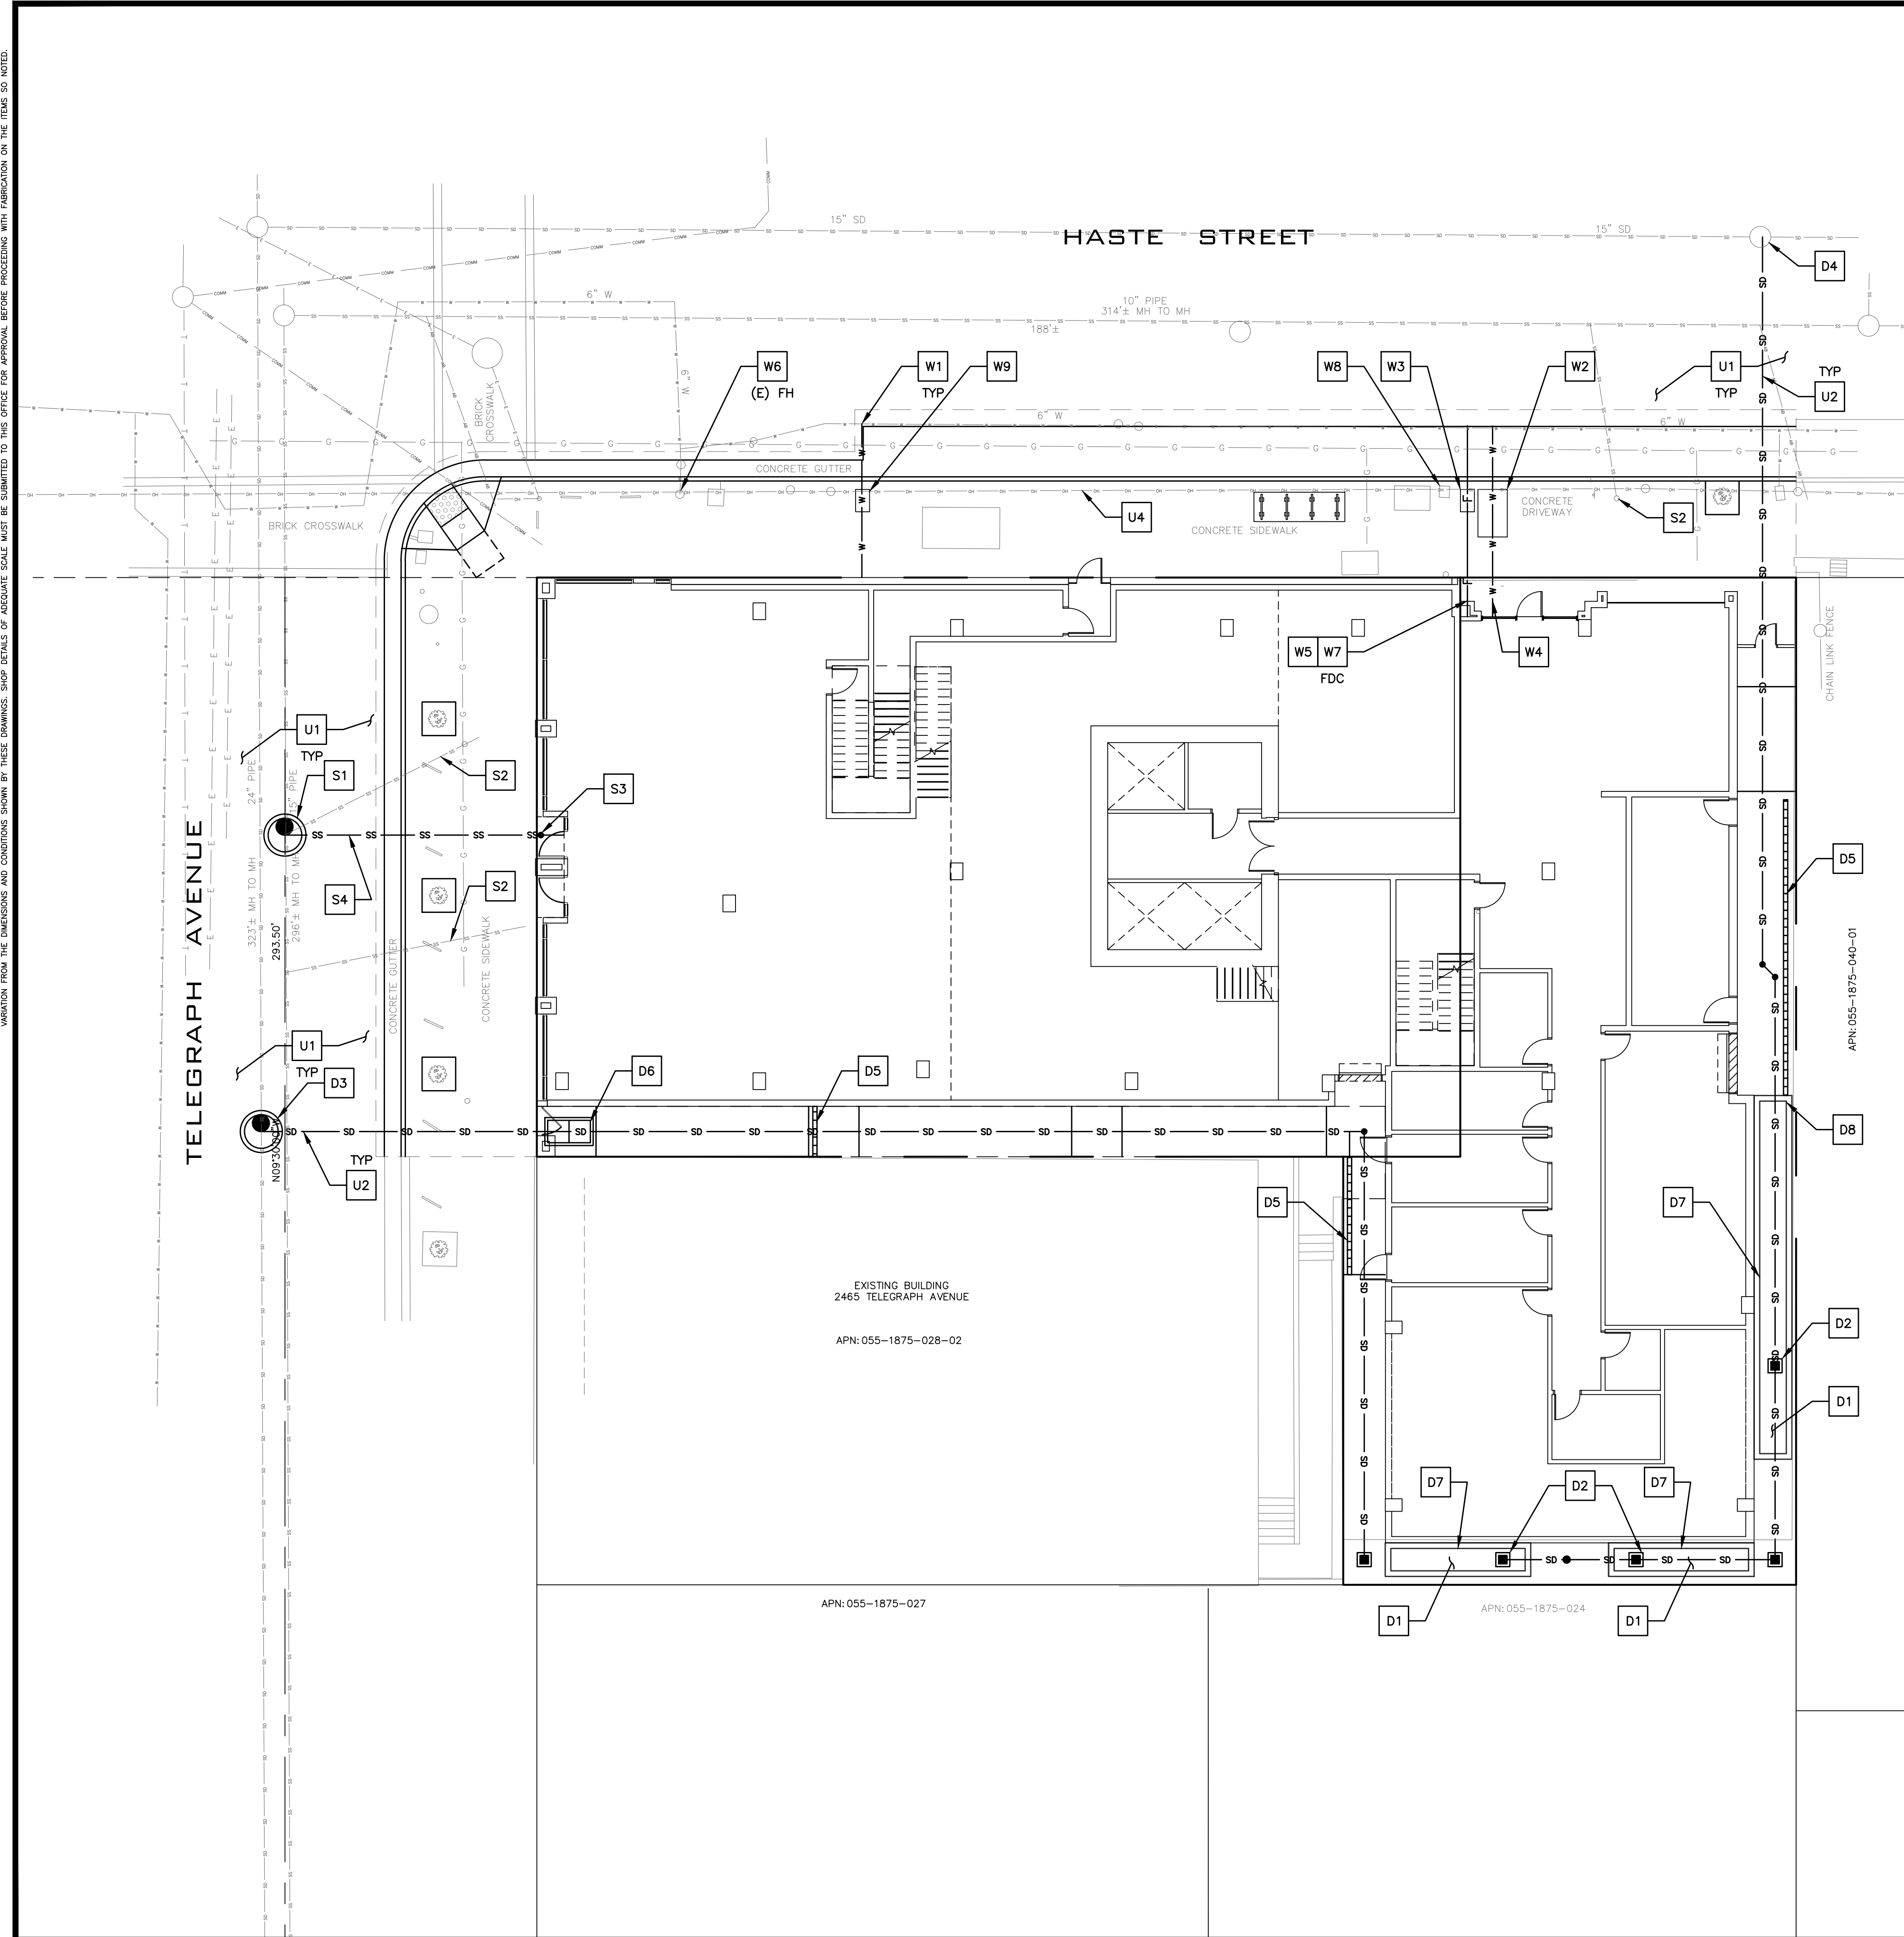 VARIATION FROM THE DIMENSIONS AND CONDITIONS SHOWN BY THESE DRAWINGS. SHOP DETAILS OF ADEQUATE SCALE MUST BE SUBMITTED TO THIS OFFICE FOR APPROVAL BEFORE PROCEEDING WITH FABRICATION ON THE ITEMS SO NOTED.
15" SD
HASTE STREET
15" SD
D4
6" W
10" PIPE
314'± MH TO MH
188'±
W6
(E) FH
W1
TYP
W9
W8
W3
W2
U1
TYP
TYP
U2
6" W
BRICK
CROSSWALK
6" W
6" W
CONCRETE GUTTER
BRICK CROSSWALK
U4
CONCRETE SIDEWALK
CONCRETE
DRIVEWAY
S2
W5
W7
FDC
W4
CHAIN LINK FENCE
U1
TYP
S1
S2
S3
24" PIPE
15" PIPE
TELEGRAPH AVENUE
323'± MH TO MH
296'± MH TO MH
293.50'
S4
S2
CONCRETE GUTTER
CONCRETE SIDEWALK
D5
APN: 055-1875-040-01
U1
TYP
D3
D6
D5
N09°30'00"W
TYP
U2
D8
D5
D7
EXISTING BUILDING
2465 TELEGRAPH AVENUE
APN: 055-1875-028-02
D2
D1
D7
D2
D7
APN: 055-1875-027
D1
D1
APN: 055-1875-024